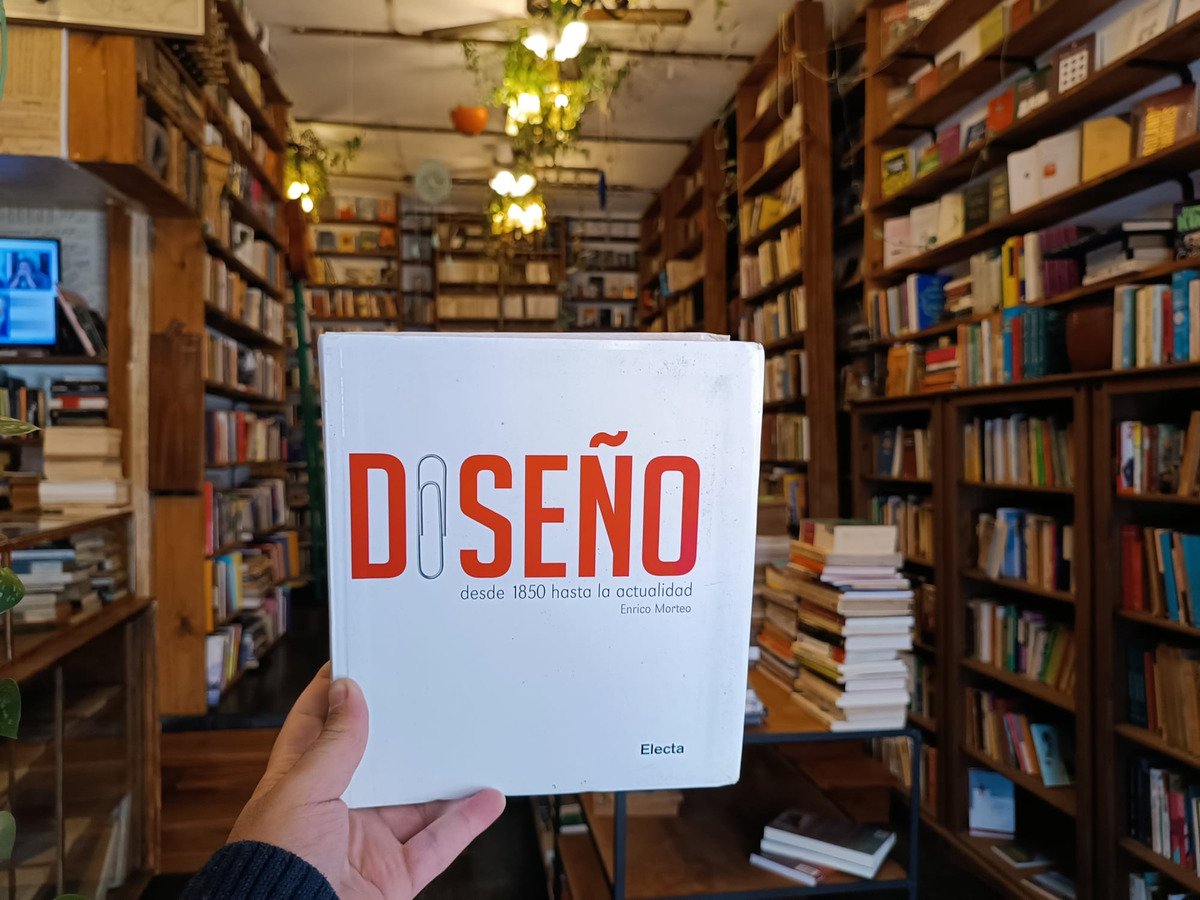 DISEÑO
desde 1850 hasta la actualidad
Enrico Morteo
Electa